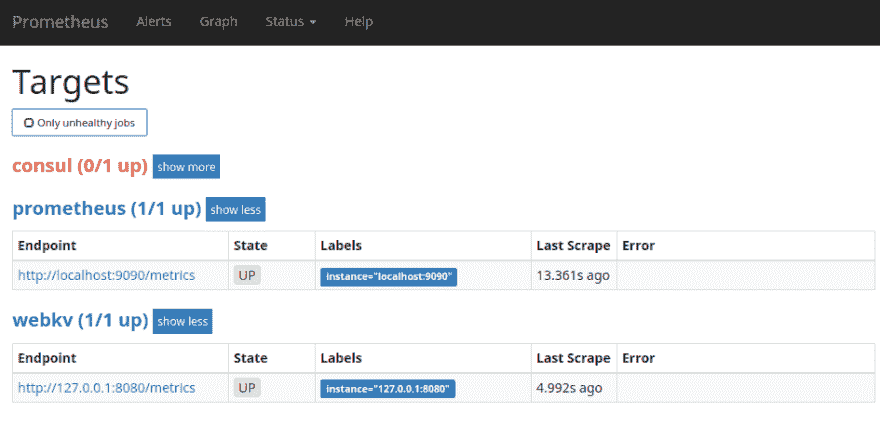 Prometheus Alerts Graph Status Help
Targets
Only unhealthy jobs
consul (0/1 up) show more
prometheus (1/1 up) show less
Endpoint State Labels Last Scrape Error
http://localhost:9090/metrics UP instance="localhost:9090" 13.361s ago
webkv (1/1 up) show less
Endpoint State Labels Last Scrape Error
http://127.0.0.1:8080/metrics UP instance="127.0.0.1:8080" 4.992s ago